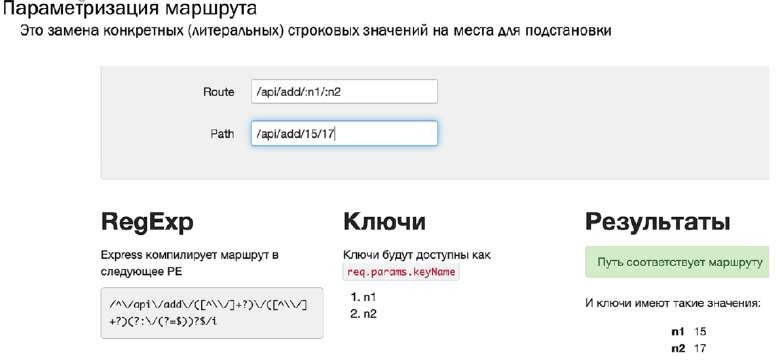 Параметризация маршрута
Это замена конкретных (литеральных) строковых значений на места для подстановки
Route /api/add/:n1/:n2
Path /api/add/15/17
RegExp
Express компилирует маршрут в
следующее РЕ
/^\/api\/add\/([^\\/]+?)\/([^\\/]
+?)(?:\/(?=$))?$/i
Ключи
Ключи будут доступны как
req.params.keyName
1. n1
2. n2
Результаты
Путь соответствует маршруту
И ключи имеют такие значения:
n1 15
n2 17